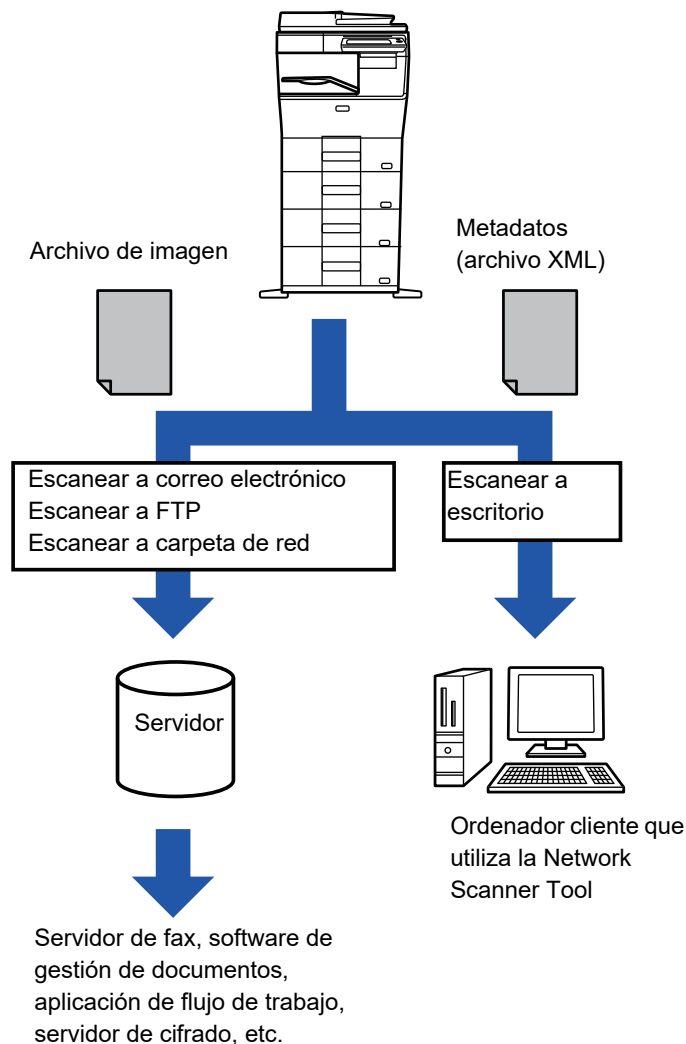 Archivo de imagen
Metadatos
(archivo XML)
Escanear a correo electrónico
Escanear a FTP
Escanear a carpeta de red
Escanear a
escritorio
Servidor
Ordenador cliente que
utiliza la Network
Scanner Tool
Servidor de fax, software de
gestión de documentos,
aplicación de flujo de trabajo,
servidor de cifrado, etc.